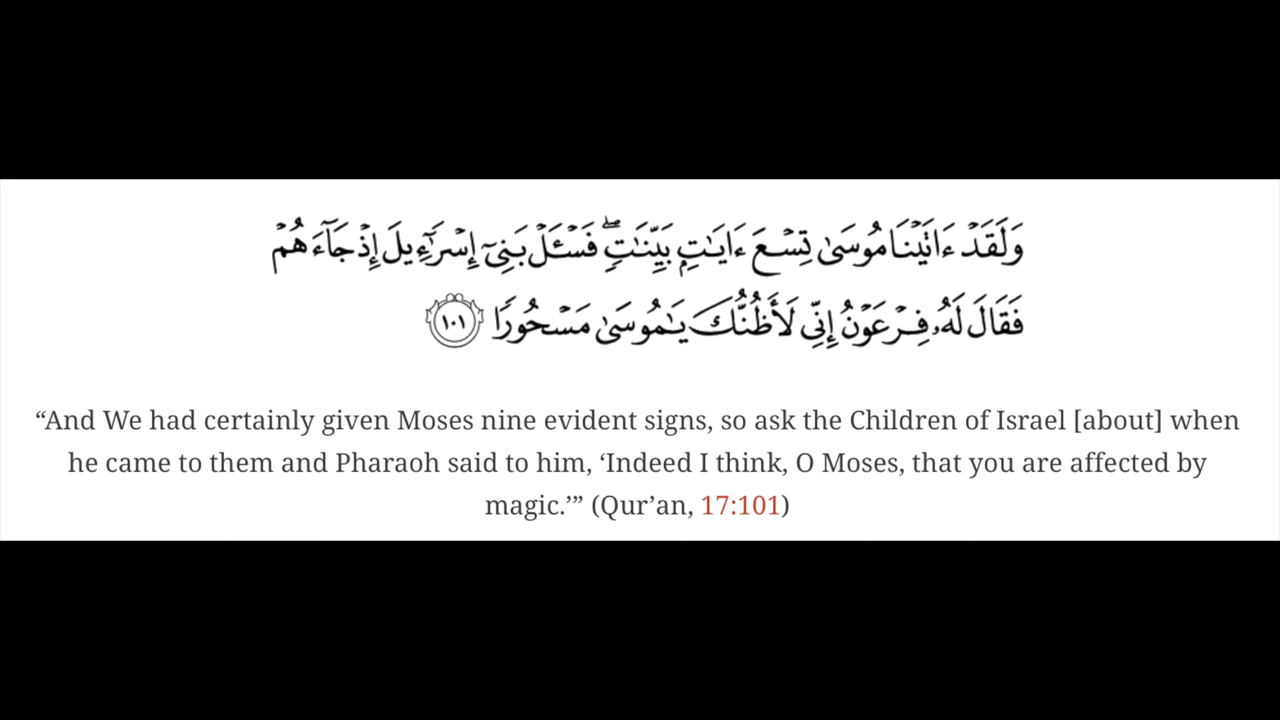 وَلَقَدۡ ءَاتَيۡنَا مُوسَىٰ تِسۡعَ ءَايَٰتِۭ بَيِّنَٰتٖۖ فَسۡـَٔلۡ بَنِيٓ إِسۡرَٰٓءِيلَ إِذۡ جَآءَهُمۡ
فَقَالَ لَهُۥ فِرۡعَوۡنُ إِنِّي لَأَظُنُّكَ يَٰمُوسَىٰ مَسۡحُورٗا ١٠١
“And We had certainly given Moses nine evident signs, so ask the Children of Israel [about] when
he came to them and Pharaoh said to him, ‘Indeed I think, O Moses, that you are affected by
magic.’” (Qur’an, 17:101)